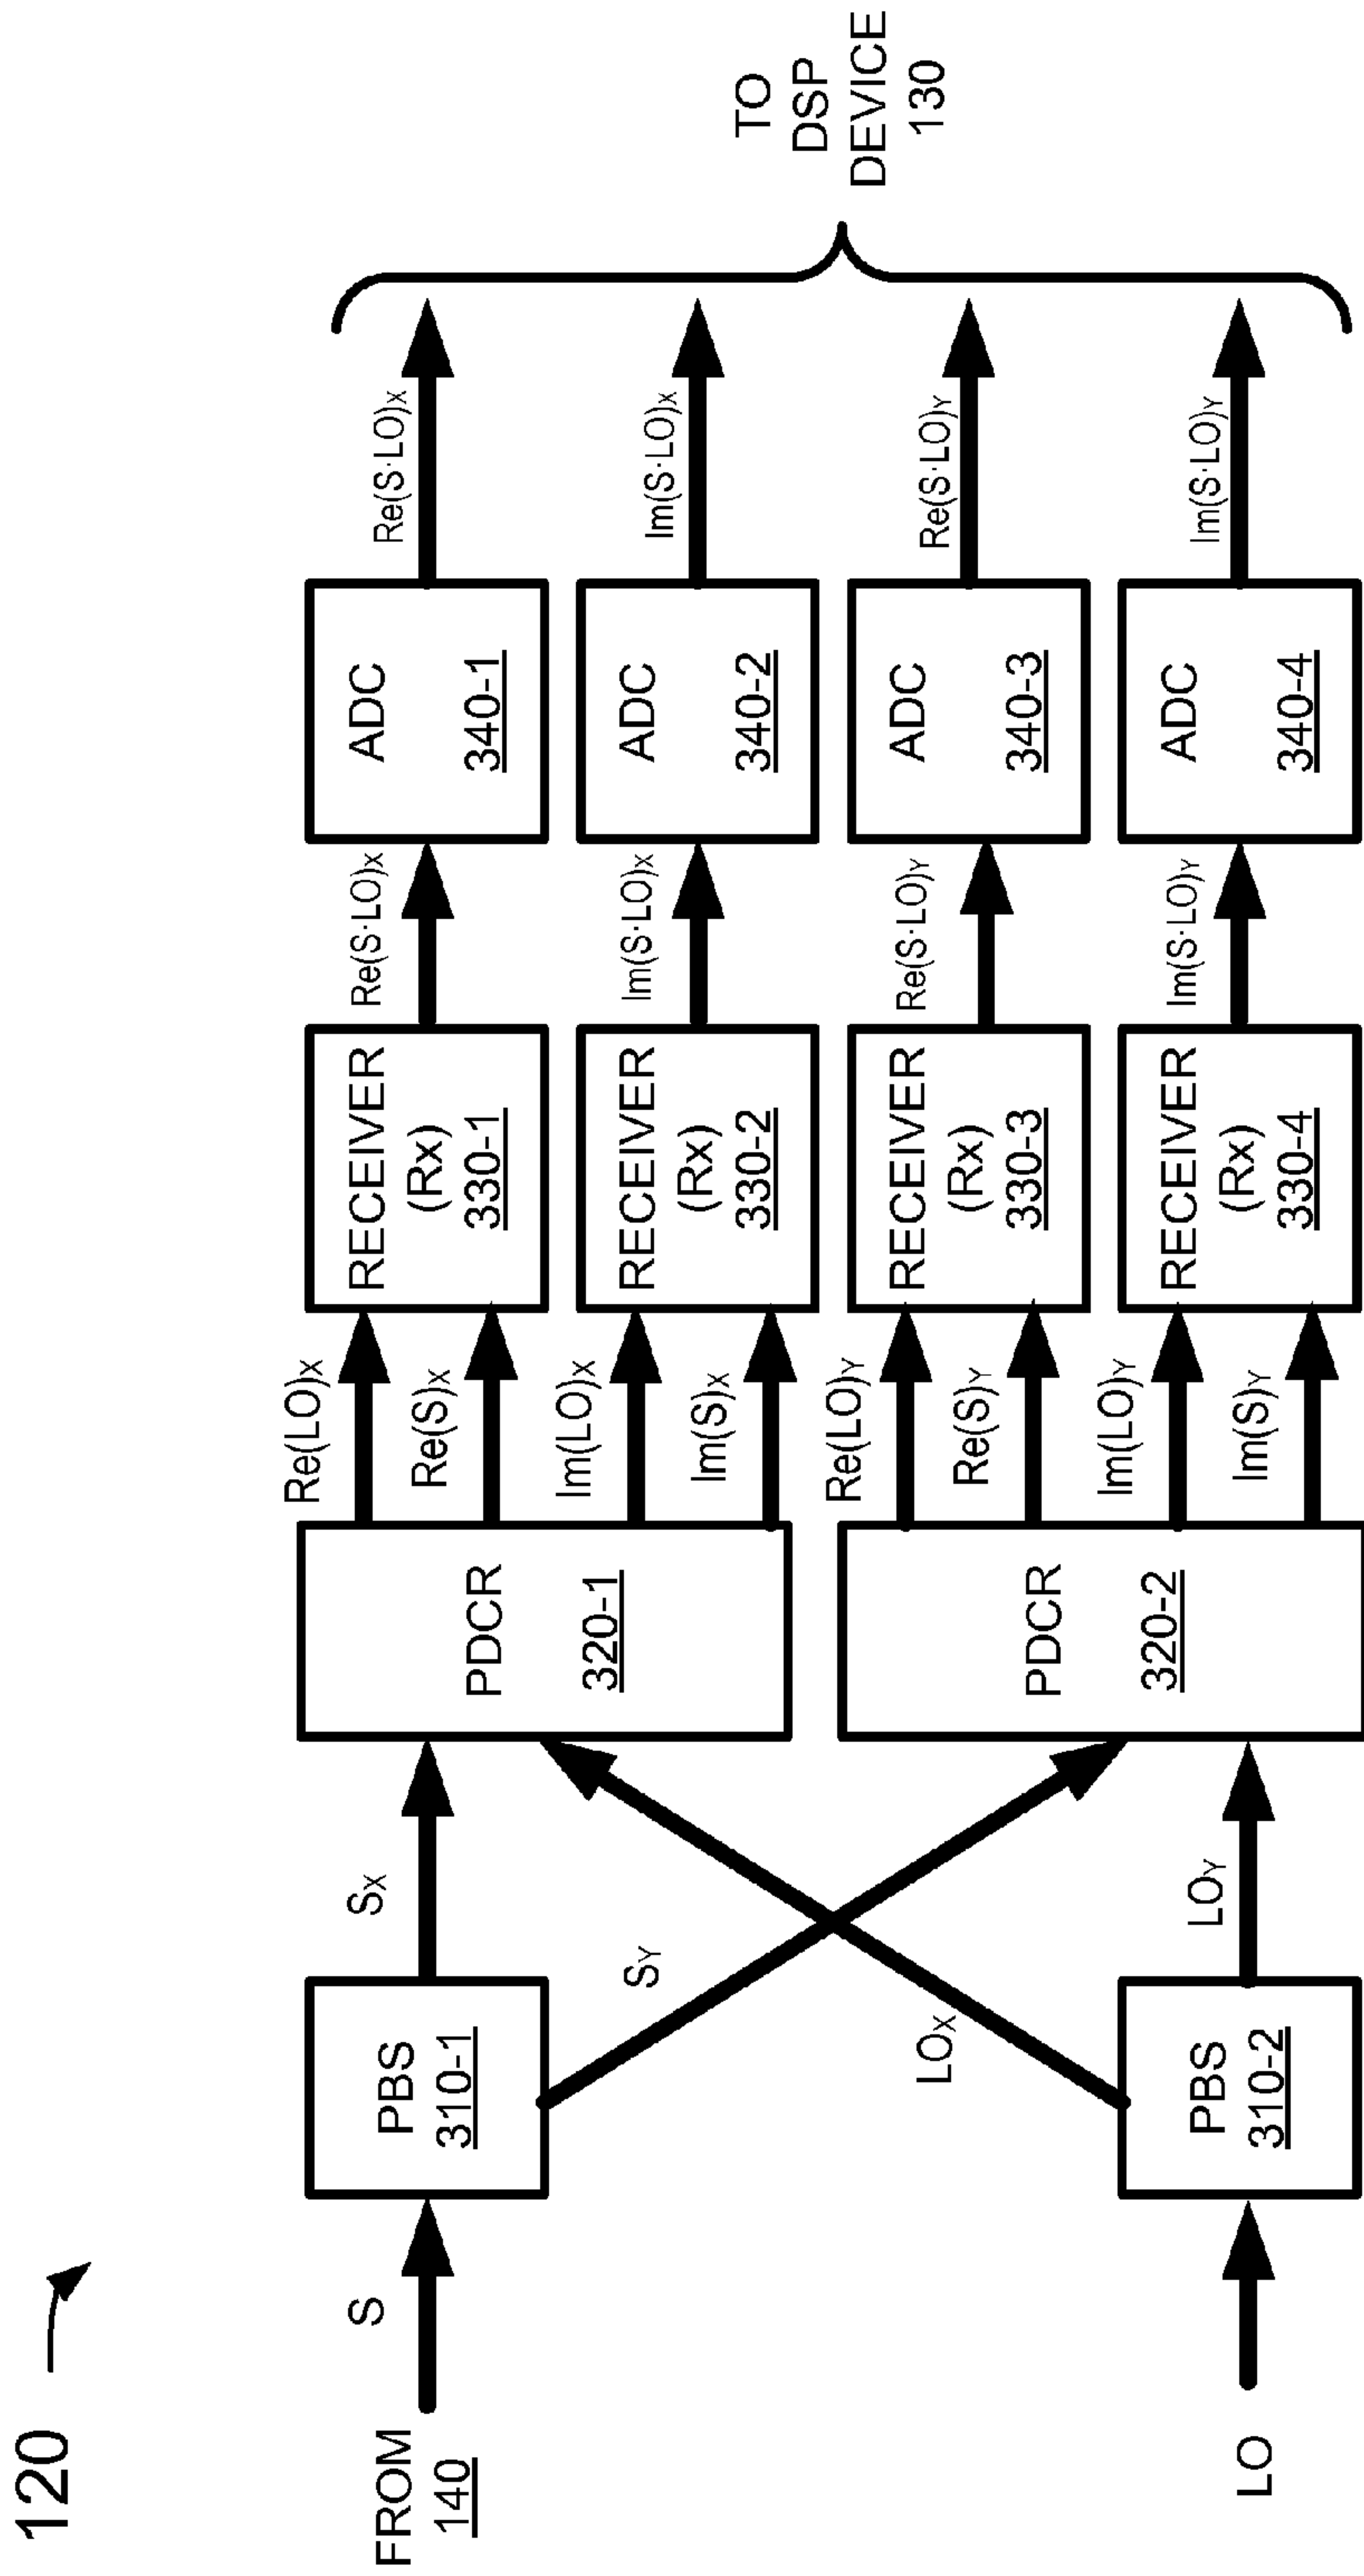 120
FROM
140
S
LO
PBS
310-1
PBS
310-2
SX
SY
LOX
LOY
PDCR
320-1
PDCR
320-2
Re(LO)X
Re(S)X
Im(LO)X
Im(S)X
Re(LO)Y
Re(S)Y
Im(LO)Y
Im(S)Y
RECEIVER
(Rx)
330-1
RECEIVER
(Rx)
330-2
RECEIVER
(Rx)
330-3
RECEIVER
(Rx)
330-4
Re(S·LO)X
Im(S·LO)X
Re(S·LO)Y
Im(S·LO)Y
ADC
340-1
ADC
340-2
ADC
340-3
ADC
340-4
Re(S·LO)X
Im(S·LO)X
Re(S·LO)Y
Im(S·LO)Y
TO
DSP
DEVICE
130